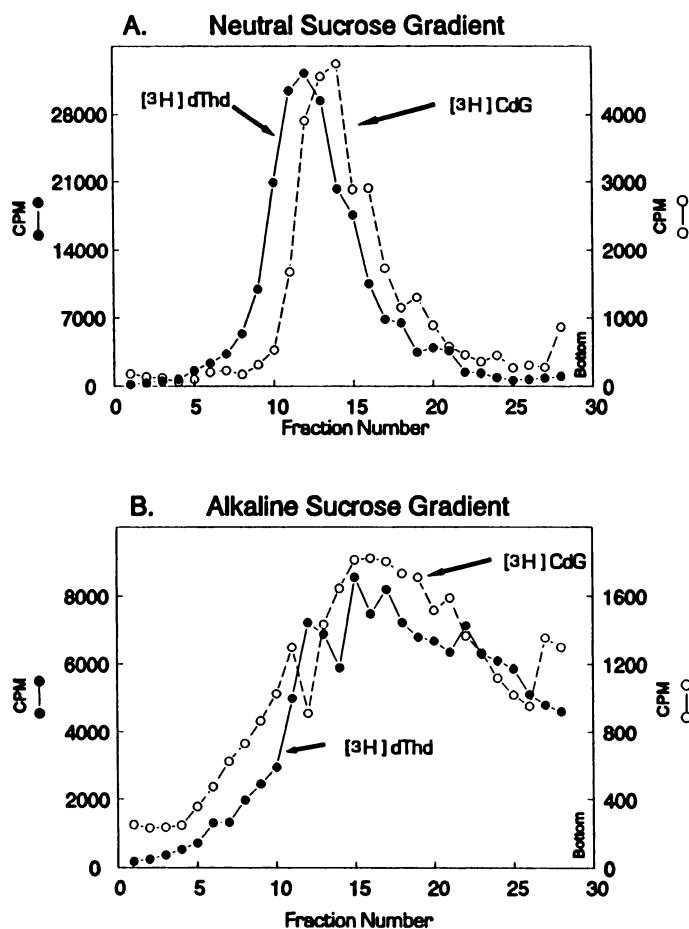 A. Neutral Sucrose Gradient
[³H] dThd
[³H] CdG
28000
21000
14000
7000
0
CPM
4000
3000
2000
1000
0
CPM
Bottom
0 5 10 15 20 25 30
Fraction Number
B. Alkaline Sucrose Gradient
[³H] CdG
[³H] dThd
8000
6000
4000
2000
0
CPM
1600
1200
800
400
0
CPM
Bottom
0 5 10 15 20 25 30
Fraction Number